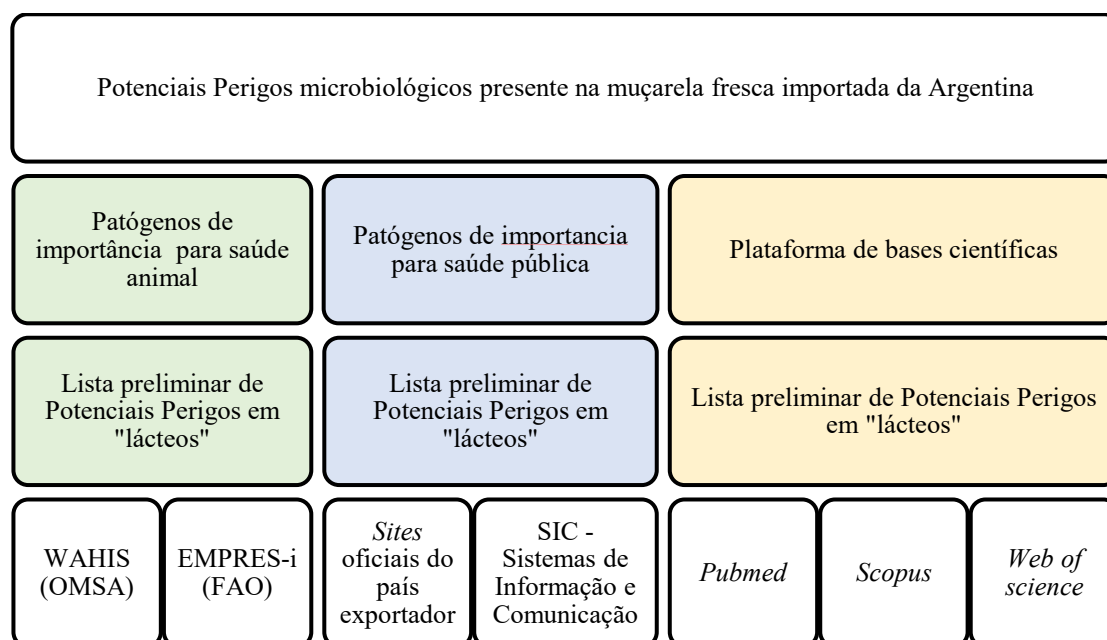 Potenciais Perigos microbiológicos presente na muçarela fresca importada da Argentina
Patógenos de
importância para saúde
animal
Patógenos de importancia
para saúde pública
Plataforma de bases científicas
Lista preliminar de
Potenciais Perigos em
"lácteos"
Lista preliminar de
Potenciais Perigos em
"lácteos"
Lista preliminar de Potenciais Perigos
em "lácteos"
WAHIS
(OMSA)
EMPRES-i
(FAO)
Sites
oficiais do
país
exportador
SIC -
Sistemas de
Informação e
Comunicação
Pubmed
Scopus
Web of
science